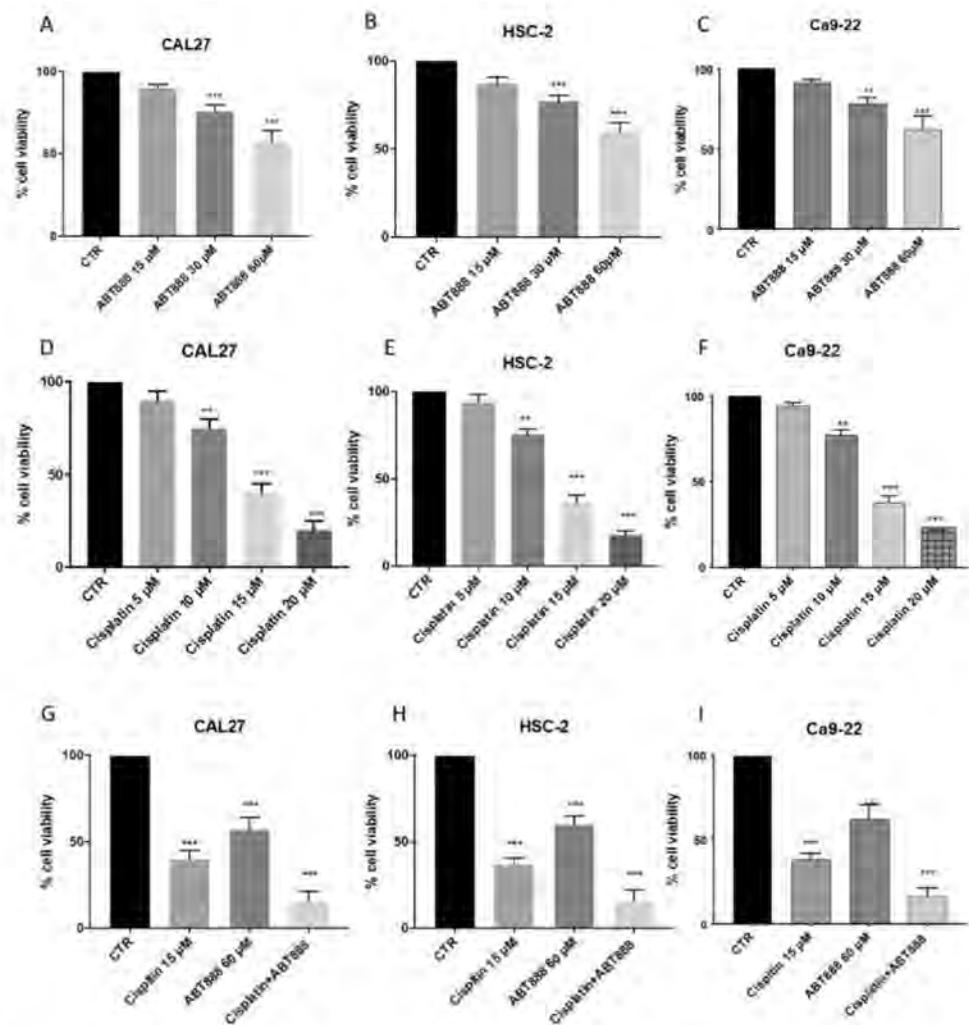 A
CAL27
% cell viability
100
50
0
***
***
CTR
ABT888 15 µM
ABT888 30 µM
ABT888 60µM
B
HSC-2
% cell viability
100
50
0
***
***
CTR
ABT888 15 µM
ABT888 30 µM
ABT888 60µM
C
Ca9-22
% cell viability
100
50
0
**
***
CTR
ABT888 15 µM
ABT888 30 µM
ABT888 60µM
D
CAL27
% cell viability
100
50
0
**
***
***
CTR
Cisplatin 5 µM
Cisplatin 10 µM
Cisplatin 15 µM
Cisplatin 20 µM
E
HSC-2
% cell viability
100
50
0
**
***
***
CTR
Cisplatin 5 µM
Cisplatin 10 µM
Cisplatin 15 µM
Cisplatin 20 µM
F
Ca9-22
% cell viability
100
50
0
**
***
***
CTR
Cisplatin 5 µM
Cisplatin 10 µM
Cisplatin 15 µM
Cisplatin 20 µM
G
CAL27
% cell viability
100
50
0
***
***
***
CTR
Cispltin 15 µM
ABT888 60 µM
Cisplatin+ABT888
H
HSC-2
% cell viability
100
50
0
***
***
***
CTR
Cispltin 15 µM
ABT888 60 µM
Cisplatin+ABT888
I
Ca9-22
% cell viability
100
50
0
***
***
***
CTR
Cispltin 15 µM
ABT888 60 µM
Cisplatin+ABT888